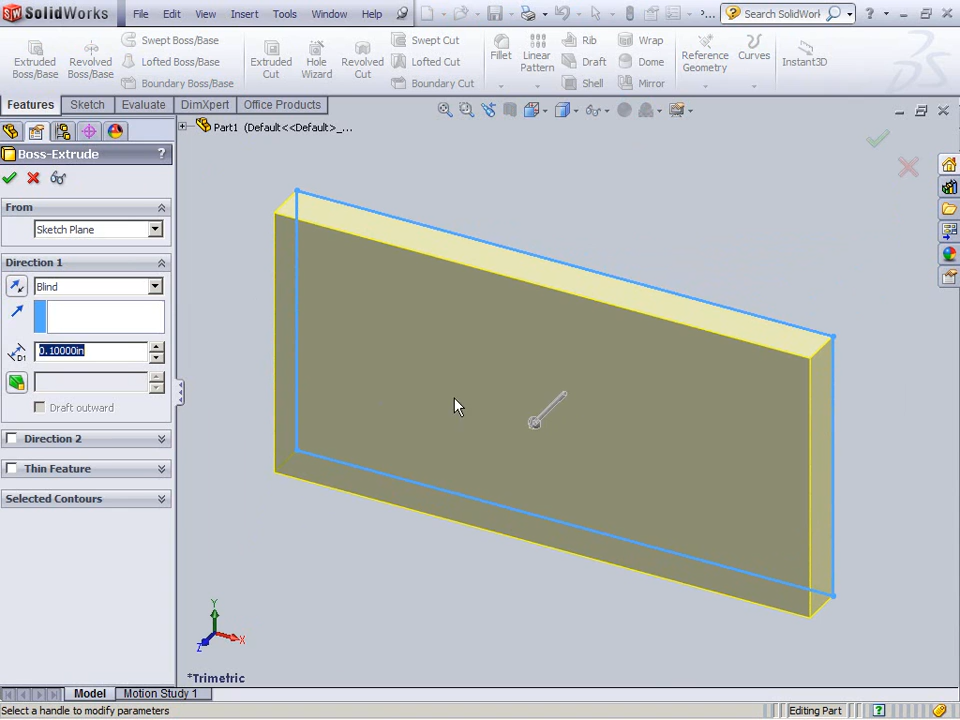 SW SolidWorks
File Edit View Insert Tools Window Help
Search SolidWork
Extruded Boss/Base
Revolved Boss/Base
Swept Boss/Base
Lofted Boss/Base
Boundary Boss/Base
Extruded Cut
Hole Wizard
Revolved Cut
Swept Cut
Lofted Cut
Boundary Cut
Fillet
Linear Pattern
Rib
Draft
Shell
Wrap
Dome
Mirror
Reference Geometry
Curves
Instant3D
Features Sketch Evaluate DimXpert Office Products
Part1 (Default<<Default>_...
Boss-Extrude ?
From
Sketch Plane
Direction 1
Blind
D1 0.10000in
Draft outward
Direction 2
Thin Feature
Selected Contours
Y
X
Z
*Trimetric
Model Motion Study 1
Select a handle to modify parameters Editing Part ?